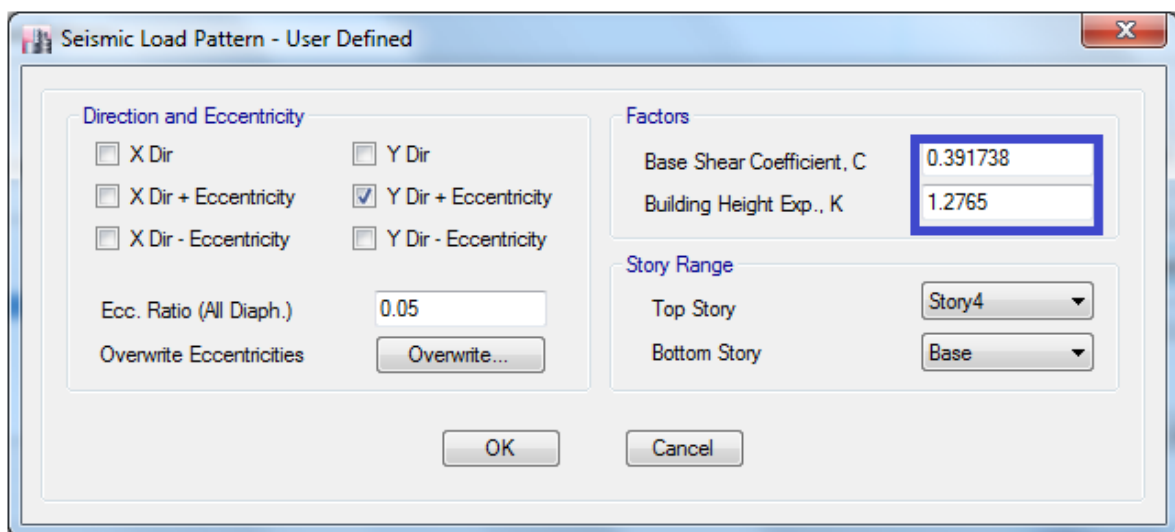 Seismic Load Pattern - User Defined
Direction and Eccentricity
X Dir
Y Dir
X Dir + Eccentricity
Y Dir + Eccentricity
X Dir - Eccentricity
Y Dir - Eccentricity
Ecc. Ratio (All Diaph.)
0.05
Overwrite Eccentricities
Overwrite...
Factors
Base Shear Coefficient, C
0.391738
Building Height Exp., K
1.2765
Story Range
Top Story
Story4
Bottom Story
Base
OK
Cancel